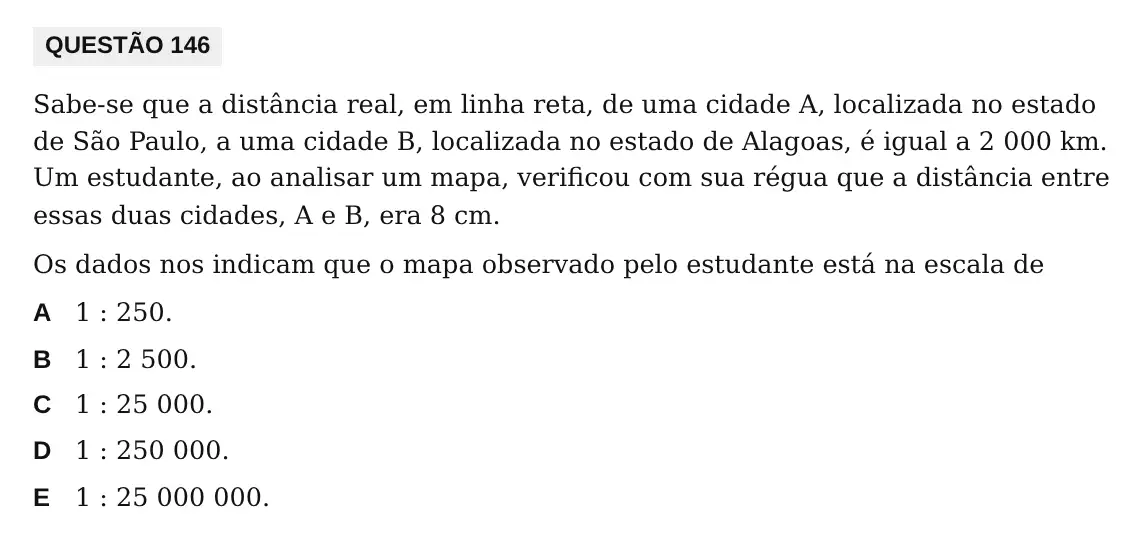 QUESTÃO 146
Sabe-se que a distância real, em linha reta, de uma cidade A, localizada no estado
de São Paulo, a uma cidade B, localizada no estado de Alagoas, é igual a 2 000 km.
Um estudante, ao analisar um mapa, verificou com sua régua que a distância entre
essas duas cidades, A e B, era 8 cm.
Os dados nos indicam que o mapa observado pelo estudante está na escala de
A 1 : 250.
B 1 : 2 500.
C 1 : 25 000.
D 1 : 250 000.
E 1 : 25 000 000.